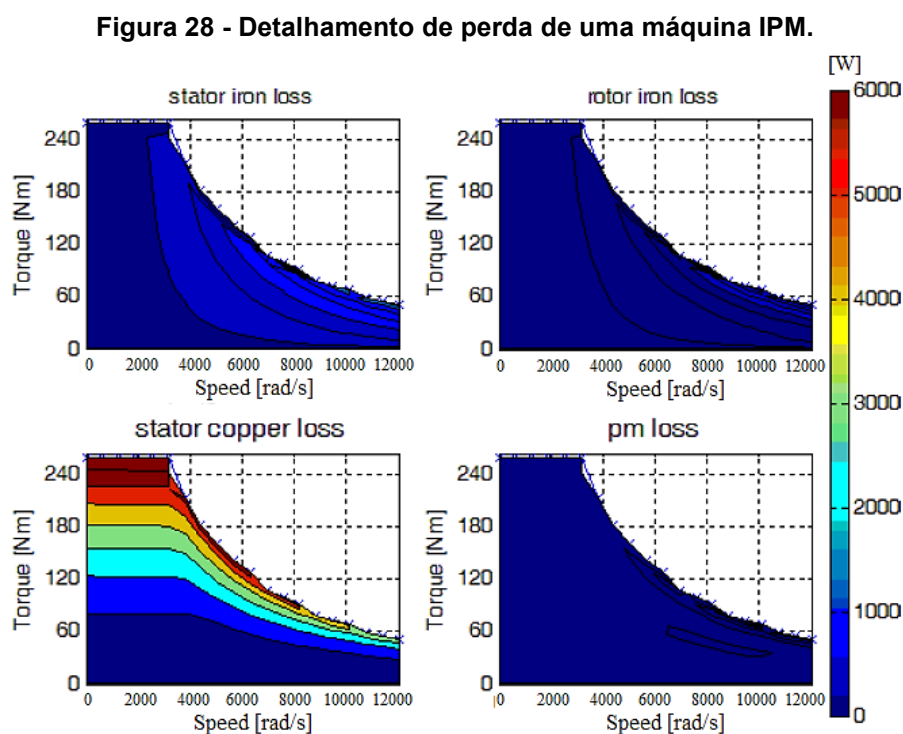 Figura 28 - Detalhamento de perda de uma máquina IPM.
[W]
stator iron loss
rotor iron loss
6000
5000
4000
3000
2000
1000
0
Torque [Nm]
240
180
120
60
0
0 2000 4000 6000 8000 10000 12000
Speed [rad/s]
Torque [Nm]
240
180
120
60
0
0 2000 4000 6000 8000 10000 12000
Speed [rad/s]
stator copper loss
pm loss
Torque [Nm]
240
180
120
60
0
0 2000 4000 6000 8000 10000 12000
Speed [rad/s]
Torque [Nm]
240
180
120
60
0
0 2000 4000 6000 8000 10000 12000
Speed [rad/s]